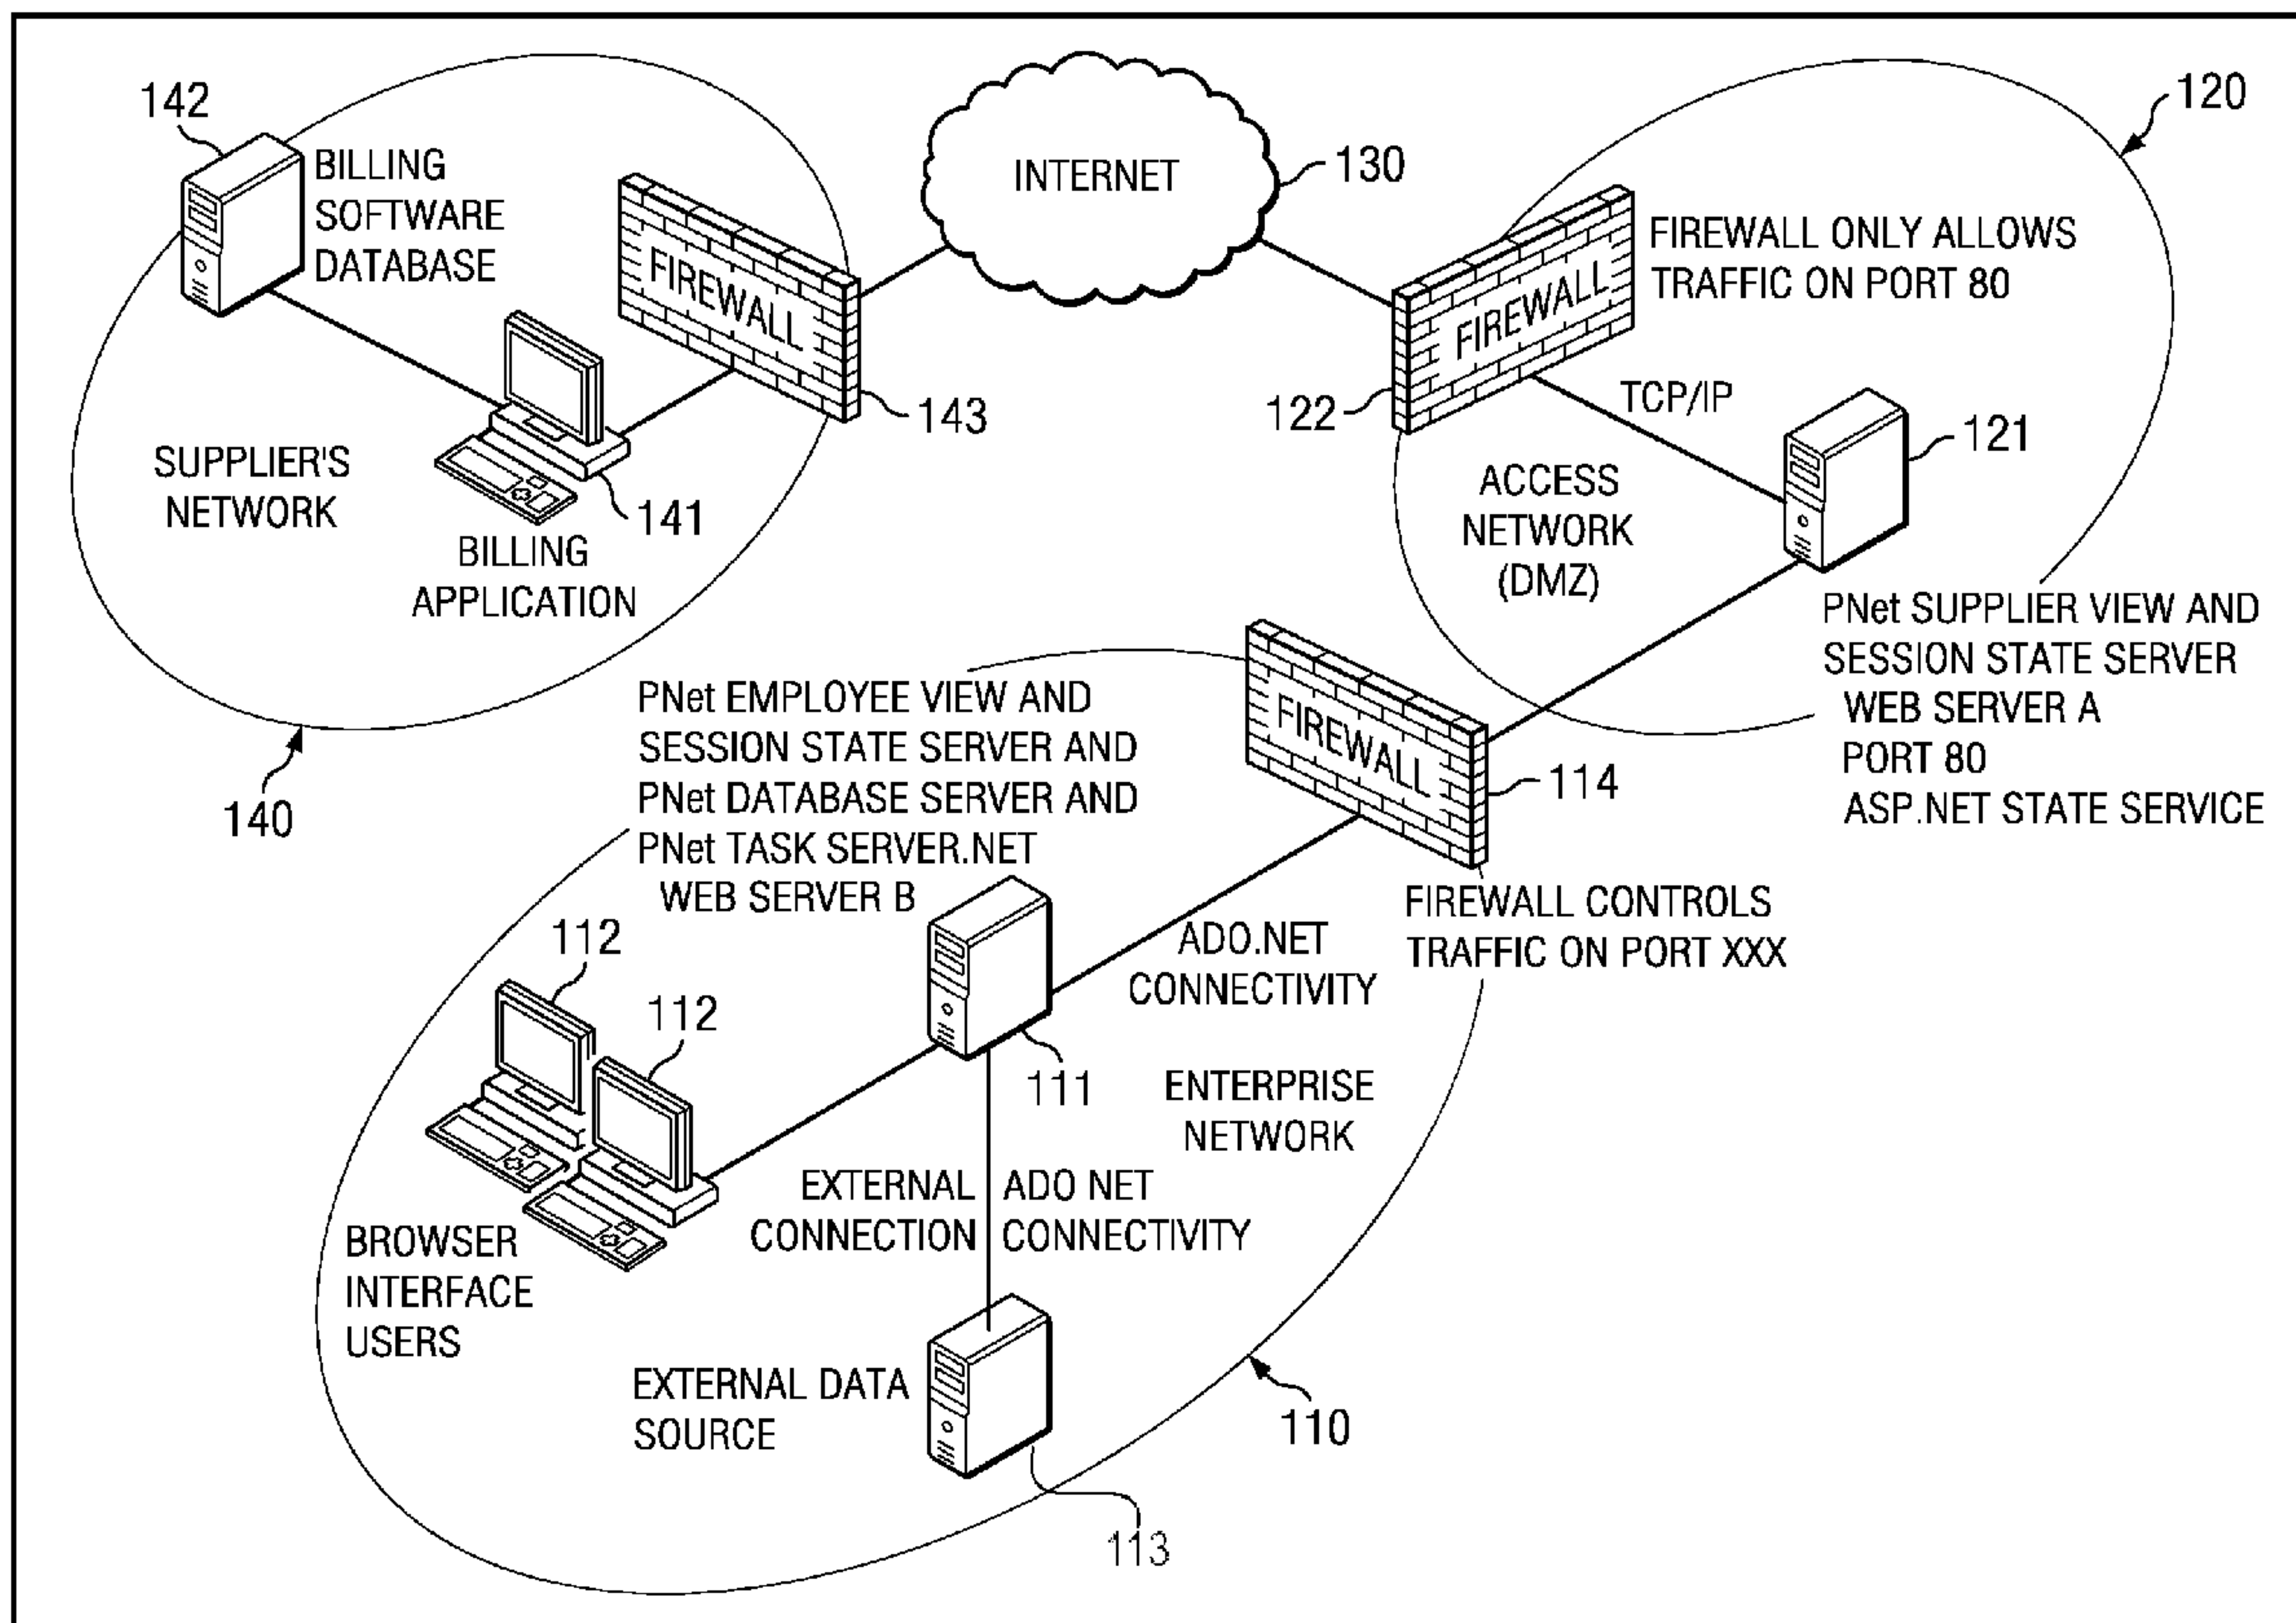 142
BILLING
SOFTWARE
DATABASE
FIREWALL
143
SUPPLIER'S
NETWORK
141
BILLING
APPLICATION
140
INTERNET
130
120
FIREWALL
FIREWALL ONLY ALLOWS
TRAFFIC ON PORT 80
122
TCP/IP
121
ACCESS
NETWORK
(DMZ)
PNet SUPPLIER VIEW AND
SESSION STATE SERVER
WEB SERVER A
PORT 80
ASP.NET STATE SERVICE
FIREWALL
114
FIREWALL CONTROLS
TRAFFIC ON PORT XXX
PNet EMPLOYEE VIEW AND
SESSION STATE SERVER AND
PNet DATABASE SERVER AND
PNet TASK SERVER.NET
WEB SERVER B
112
112
ADO.NET
CONNECTIVITY
111
ENTERPRISE
NETWORK
EXTERNAL
CONNECTION
ADO NET
CONNECTIVITY
BROWSER
INTERFACE
USERS
EXTERNAL DATA
SOURCE
110
113